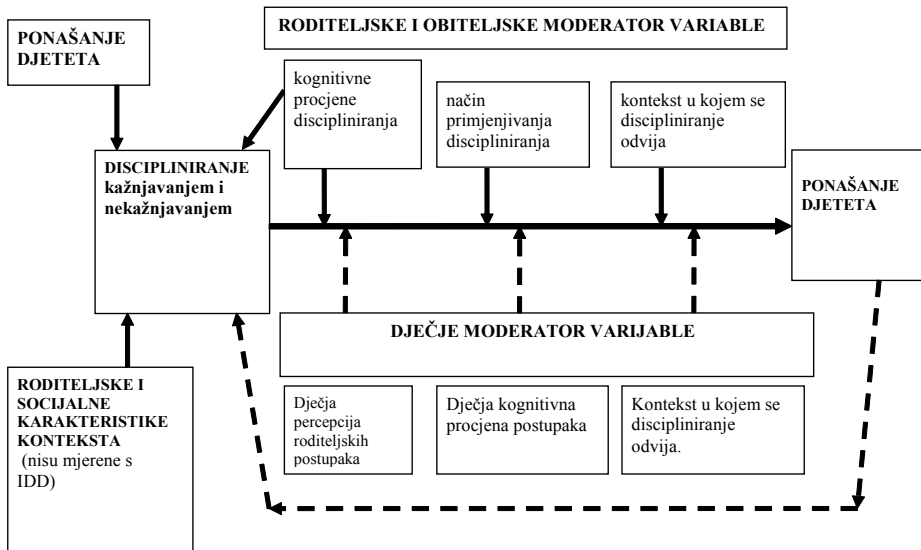 PONAŠANJE
DJETETA
RODITELJSKE I OBITELJSKE MODERATOR VARIABLE
kognitivne
procjene
discipliniranja
način
primjenjivanja
discipliniranja
kontekst u kojem se
discipliniranje
odvija
DISCIPLINIRANJE
kažnjavanjem i
nekažnjavanjem
PONAŠANJE
DJETETA
DJEČJE MODERATOR VARIJABLE
RODITELJSKE I
SOCIJALNE
KARAKTERISTIKE
KONTEKSTA
(nisu mjerene s
IDD)
Dječja
percepcija
roditeljskih
postupaka
Dječja kognitivna
procjena postupaka
Kontekst u kojem se
discipliniranje
odvija.